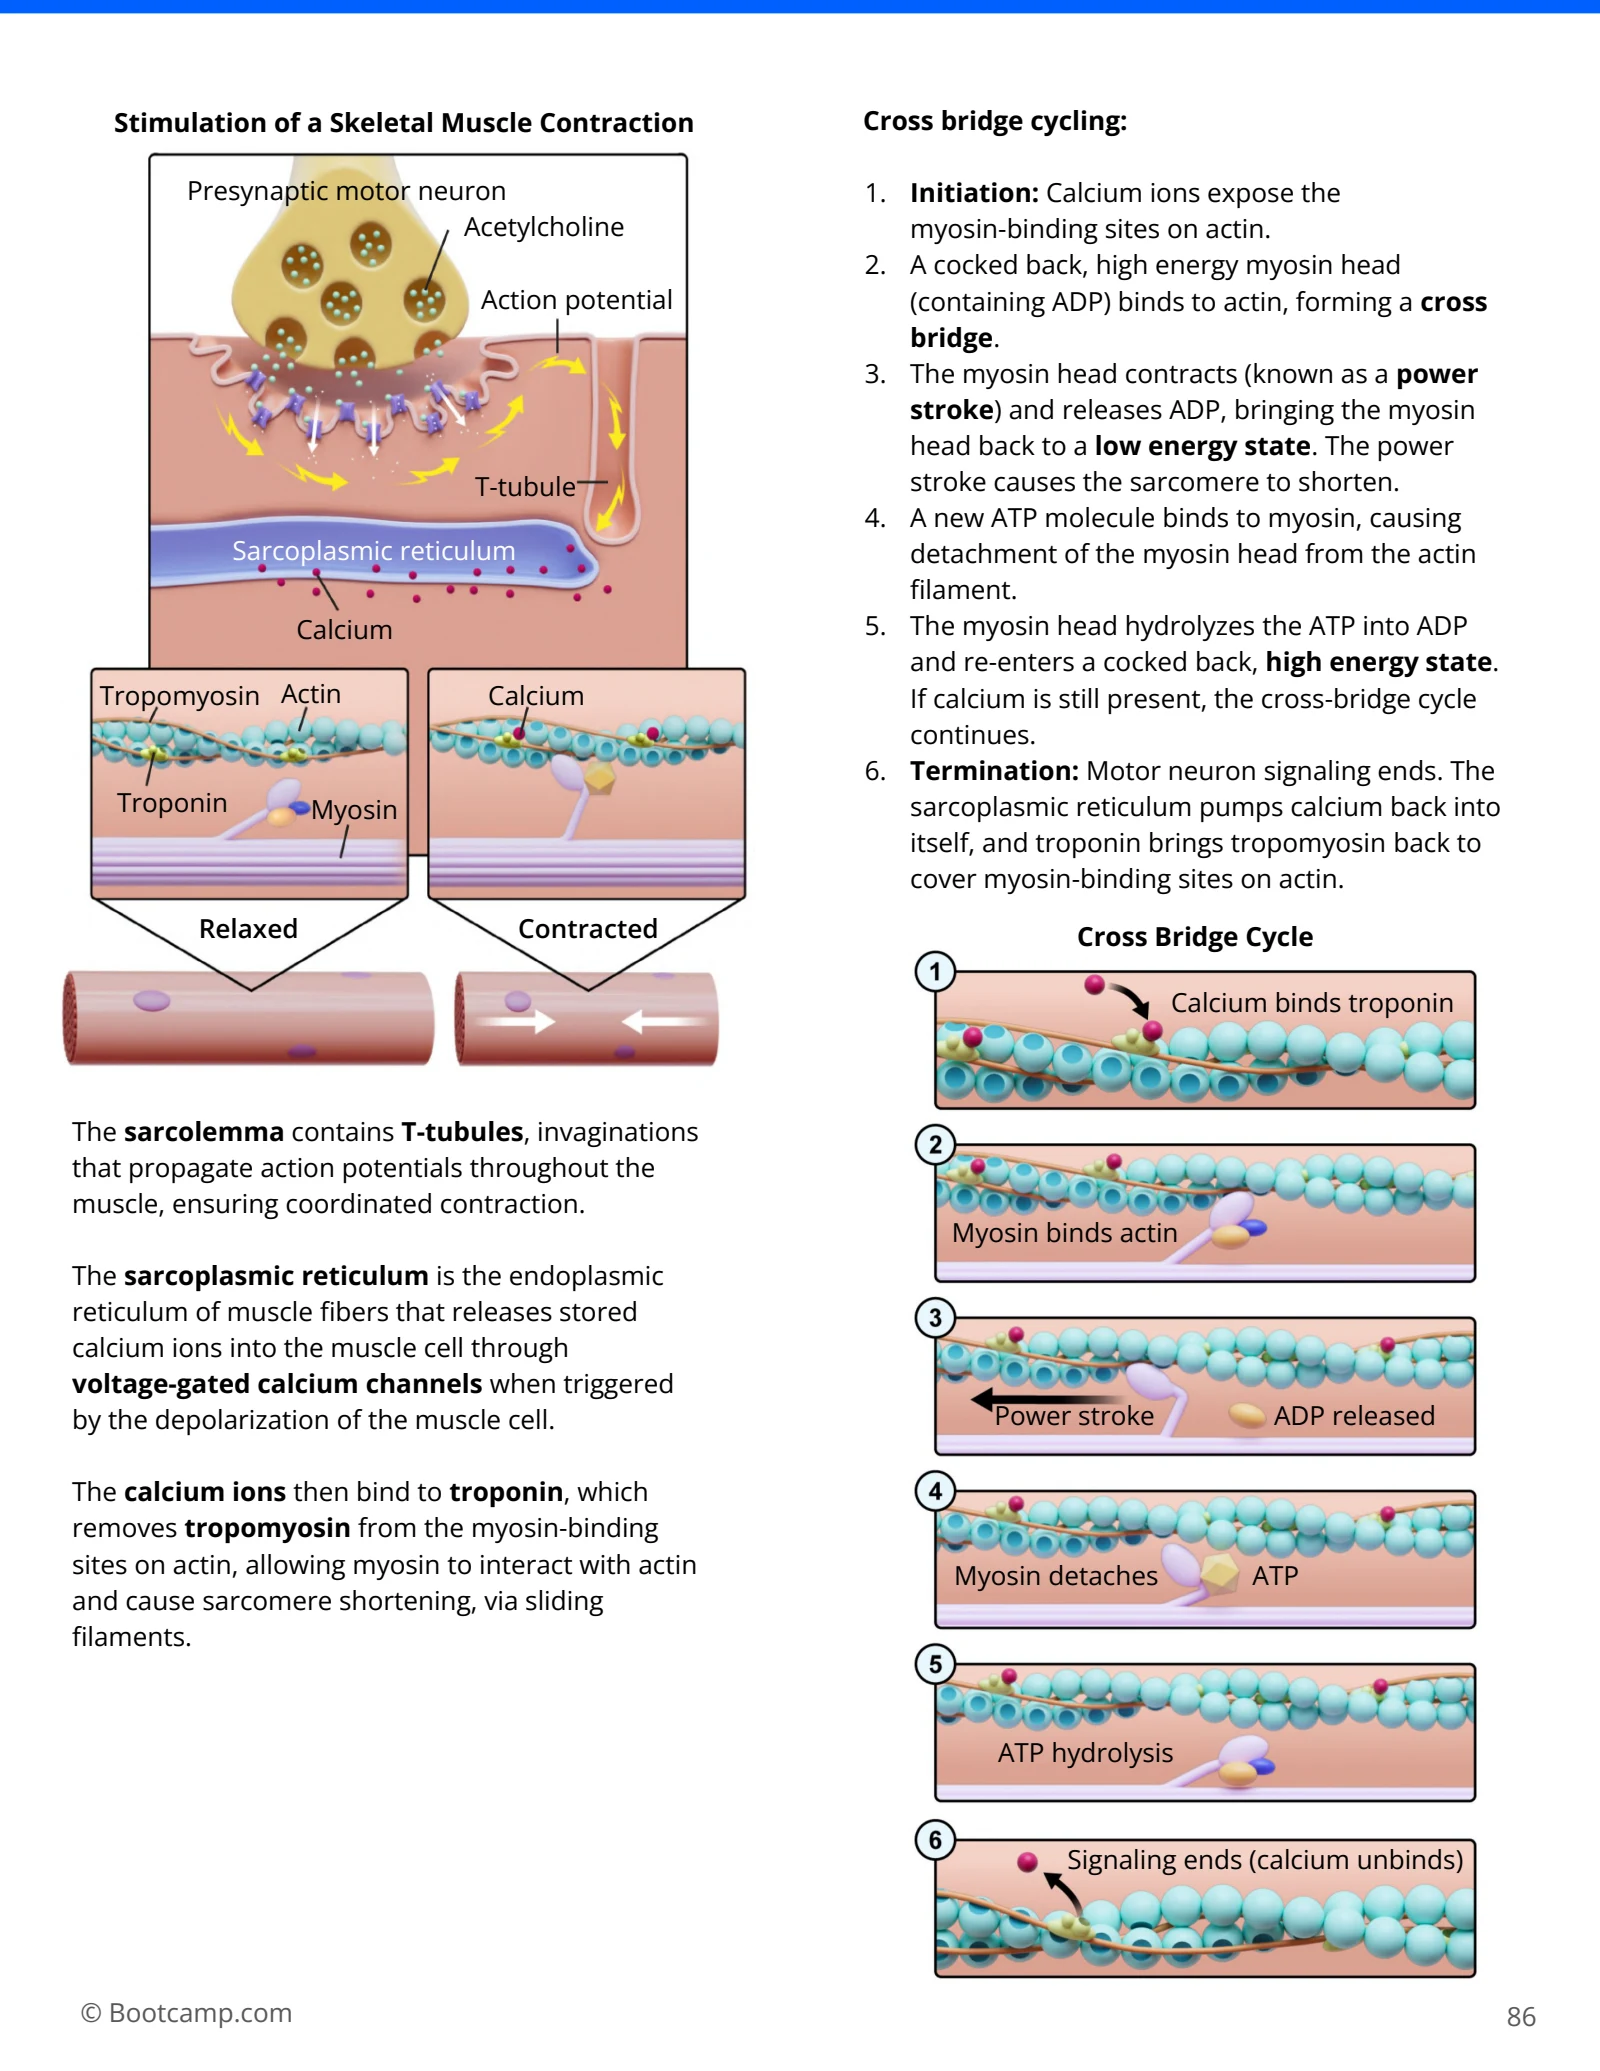 Stimulation of a Skeletal Muscle Contraction
Presynaptic motor neuron
Acetylcholine
Action potential
T-tubule
Sarcoplasmic reticulum
Calcium
Tropomyosin
Actin
Troponin
Myosin
Calcium
Relaxed
Contracted
The sarcolemma contains T-tubules, invaginations
that propagate action potentials throughout the
muscle, ensuring coordinated contraction.
The sarcoplasmic reticulum is the endoplasmic
reticulum of muscle fibers that releases stored
calcium ions into the muscle cell through
voltage-gated calcium channels when triggered
by the depolarization of the muscle cell.
The calcium ions then bind to troponin, which
removes tropomyosin from the myosin-binding
sites on actin, allowing myosin to interact with actin
and cause sarcomere shortening, via sliding
filaments.
Cross bridge cycling:
1. Initiation: Calcium ions expose the
myosin-binding sites on actin.
2. A cocked back, high energy myosin head
(containing ADP) binds to actin, forming a cross
bridge.
3. The myosin head contracts (known as a power
stroke) and releases ADP, bringing the myosin
head back to a low energy state. The power
stroke causes the sarcomere to shorten.
4. A new ATP molecule binds to myosin, causing
detachment of the myosin head from the actin
filament.
5. The myosin head hydrolyzes the ATP into ADP
and re-enters a cocked back, high energy state.
If calcium is still present, the cross-bridge cycle
continues.
6. Termination: Motor neuron signaling ends. The
sarcoplasmic reticulum pumps calcium back into
itself, and troponin brings tropomyosin back to
cover myosin-binding sites on actin.
Cross Bridge Cycle
1
Calcium binds troponin
2
Myosin binds actin
3
Power stroke
ADP released
4
Myosin detaches
ATP
5
ATP hydrolysis
6
Signaling ends (calcium unbinds)
© Bootcamp.com
86